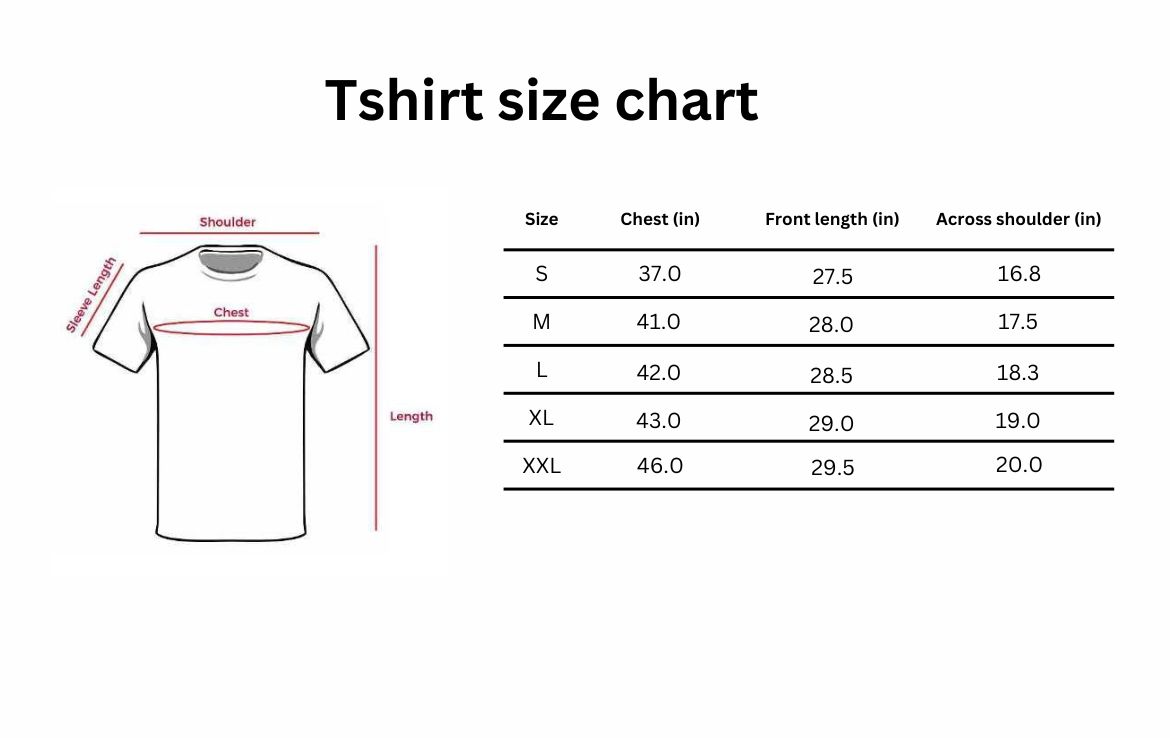 Tshirt size chart
Shoulder
Sleeve Length
Chest
Length
Size Chest (in) Front length (in) Across shoulder (in)
S 37.0 27.5 16.8
M 41.0 28.0 17.5
L 42.0 28.5 18.3
XL 43.0 29.0 19.0
XXL 46.0 29.5 20.0